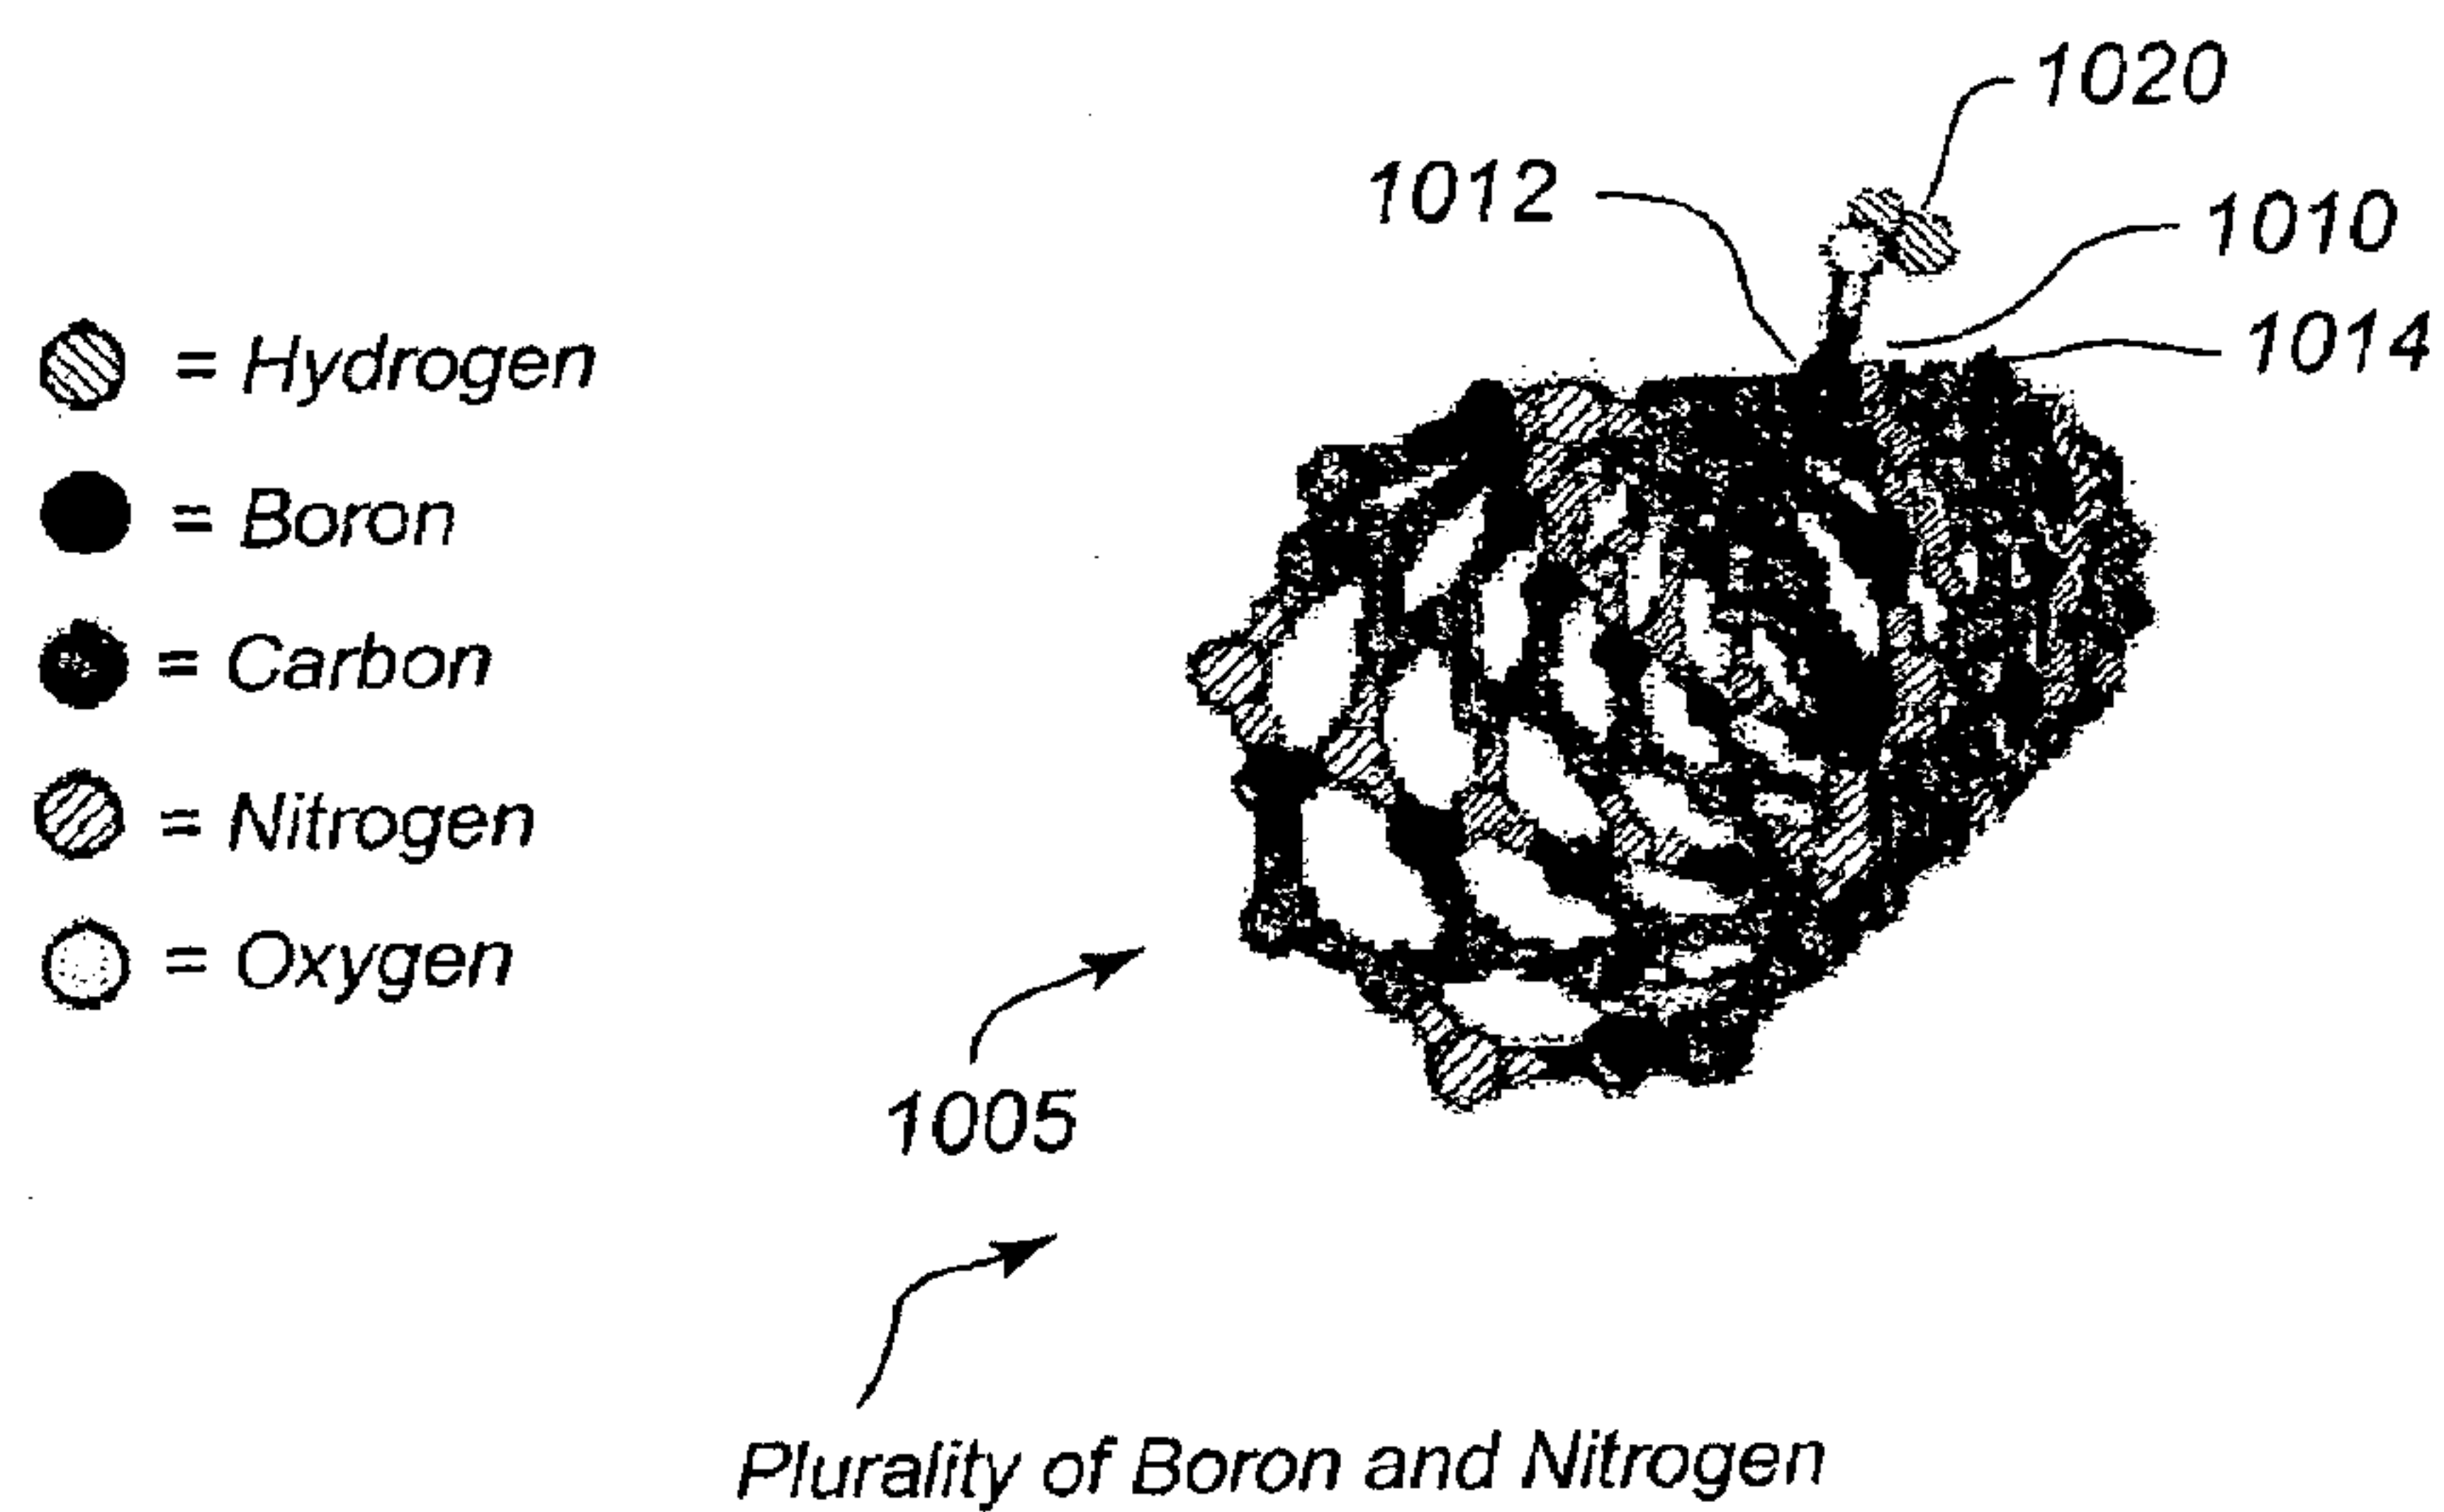 1020
1012
1010
1014
= Hydrogen
= Boron
= Carbon
= Nitrogen
= Oxygen
1005
Plurality of Boron and Nitrogen